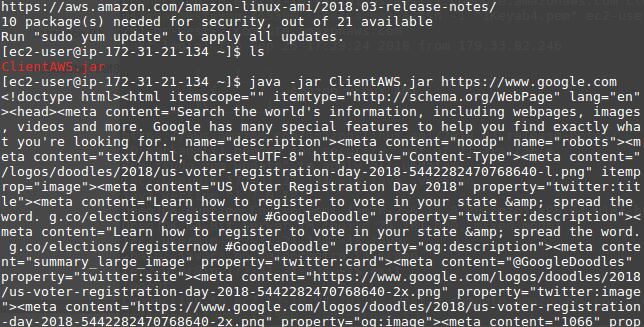 https://aws.amazon.com/amazon-linux-ami/2018.03-release-notes/
10 package(s) needed for security, out of 21 available
Run "sudo yum update" to apply all updates.
[ec2-user@ip-172-31-21-134 ~]$ ls
ClientAWS.jar
[ec2-user@ip-172-31-21-134 ~]$ java -jar ClientAWS.jar https://www.google.com
<!doctype html><html itemscope="" itemtype="http://schema.org/WebPage" lang="en"
><head><meta content="Search the world's information, including webpages, images
, videos and more. Google has many special features to help you find exactly wha
t you're looking for." name="description"><meta content="noodp" name="robots"><m
eta content="text/html; charset=UTF-8" http-equiv="Content-Type"><meta content="
/logos/doodles/2018/us-voter-registration-day-2018-5442282470768640-l.png" itemp
rop="image"><meta content="US Voter Registration Day 2018" property="twitter:tit
le"><meta content="Learn how to register to vote in your state &amp; spread the 
word. g.co/elections/registernow #GoogleDoodle" property="twitter:description"><
meta content="Learn how to register to vote in your state &amp; spread the word.
 g.co/elections/registernow #GoogleDoodle" property="og:description"><meta conte
nt="summary_large_image" property="twitter:card"><meta content="@GoogleDoodles" 
property="twitter:site"><meta content="https://www.google.com/logos/doodles/2018
/us-voter-registration-day-2018-5442282470768640-2x.png" property="twitter:image
"><meta content="https://www.google.com/logos/doodles/2018/us-voter-registration
-day-2018-5442282470768640-2x.png" property="og:image"><meta content="1066" prop